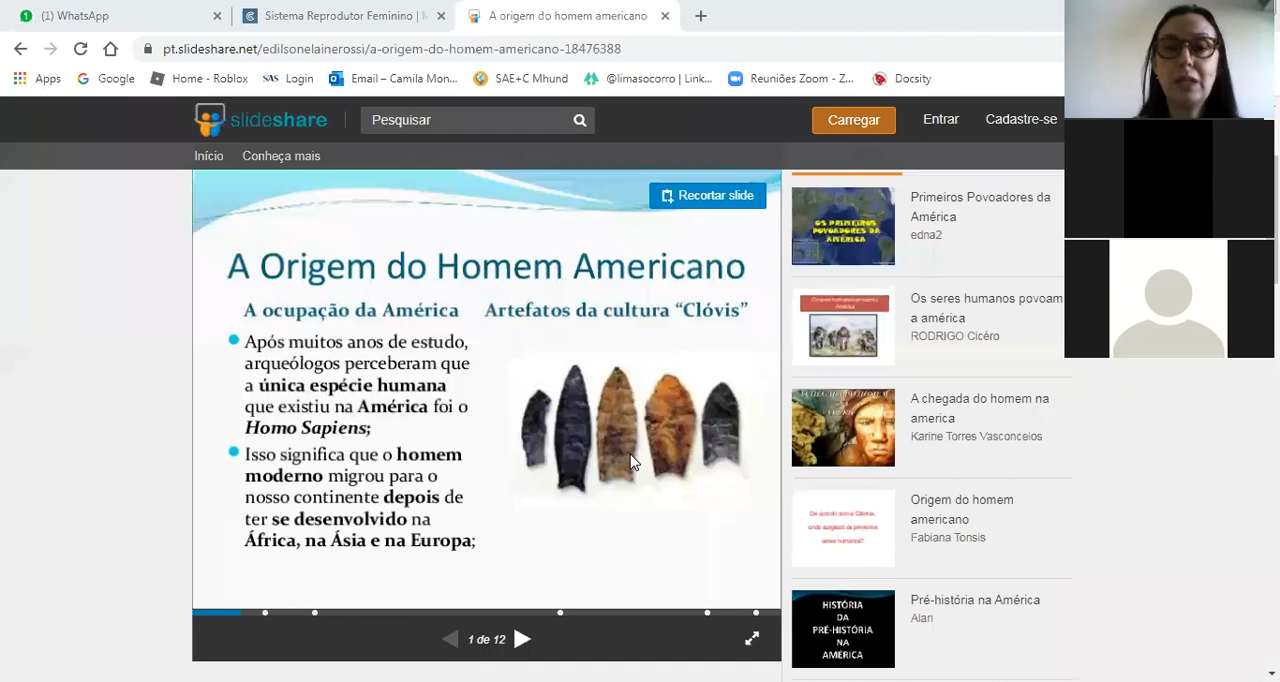 (1) WhatsApp
Sistema Reprodutor Feminino |
A origem do homem americano
pt.slideshare.net/edilsonelainerossi/a-origem-do-homem-americano-18476388
Apps
Google
Home - Roblox
SAS Login
Email – Camila Mon...
SAE+C Mhund
@limasocorro | Link...
Reuniões Zoom - Z...
Docsity
slideshare
Pesquisar
Carregar
Entrar
Cadastre-se
Início
Conheça mais
Recortar slide
A Origem do Homem Americano
A ocupação da América
Artefatos da cultura “Clóvis”
Após muitos anos de estudo,
arqueólogos perceberam que
a única espécie humana
que existiu na América foi o
Homo Sapiens;
Isso significa que o homem
moderno migrou para o
nosso continente depois de
ter se desenvolvido na
África, na Ásia e na Europa;
1 de 12
OS PRIMEIROS
POVOADORES DA
AMÉRICA
Primeiros Povoadores da
América
edna2
Os seres humanos povoam
a américa
RODRIGO Cicéro
A chegada do homem na
america
Karine Torres Vasconcelos
Origem do homem
americano
Fabiana Tonsis
HISTÓRIA
DA
PRÉ-HISTÓRIA
NA
AMÉRICA
Pré-história na América
Alan